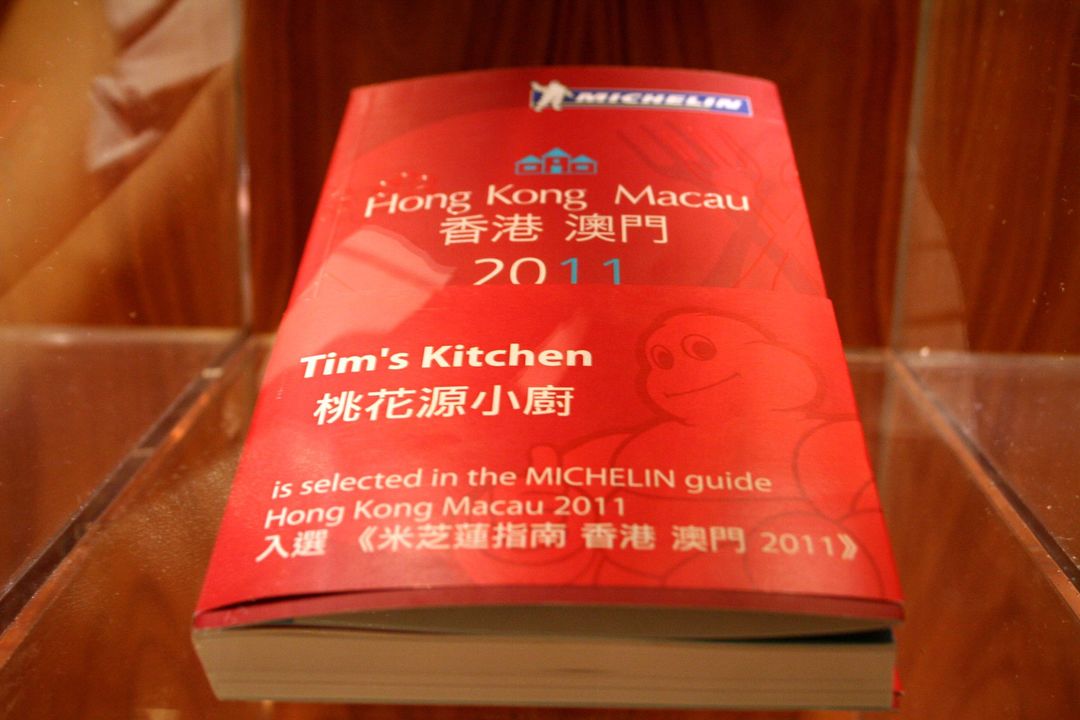 MICHELIN
Hong Kong Macau
香港 澳門
2011
Tim's Kitchen
桃花源小廚
is selected in the MICHELIN guide
Hong Kong Macau 2011
入選 《米芝蓮指南 香港 澳門 2011》